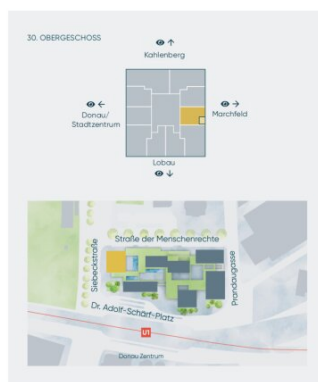 30. OBERGESCHOSS
Kahlenberg
Donau/
Stadtzentrum
Marchfeld
Lobau
Straße der Menschenrechte
Siebeckstraße
Prandaugasse
Dr. Adolf-Schärf-Platz
U1
Donau Zentrum